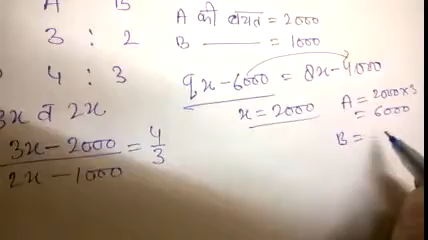 A B
3 : 2
4 : 3
3x व 2x
3x - 2000 / 2x - 1000 = 4/3
A की बचत = 2000
B —— = 1000
9x - 6000 = 8x - 4000
x = 2000
A = 2000 × 3
= 6000
B =